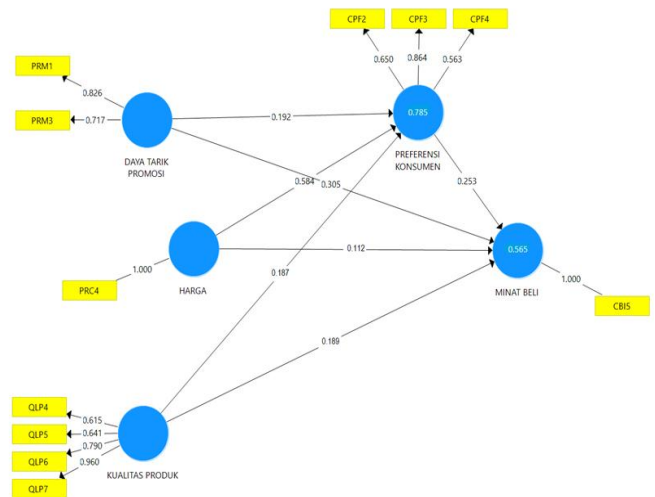 CPF2
CPF3
CPF4
0.650
0.864
0.563
PRM1
0.826
PRM3
0.717
DAYA TARIK
PROMOSI
0.192
0.785
PREFERENSI
KONSUMEN
0.584
0.305
0.253
PRC4
1.000
HARGA
0.112
0.187
0.565
MINAT BELI
1.000
CBI5
0.189
QLP4
0.615
QLP5
0.641
QLP6
0.790
QLP7
0.960
KUALITAS PRODUK